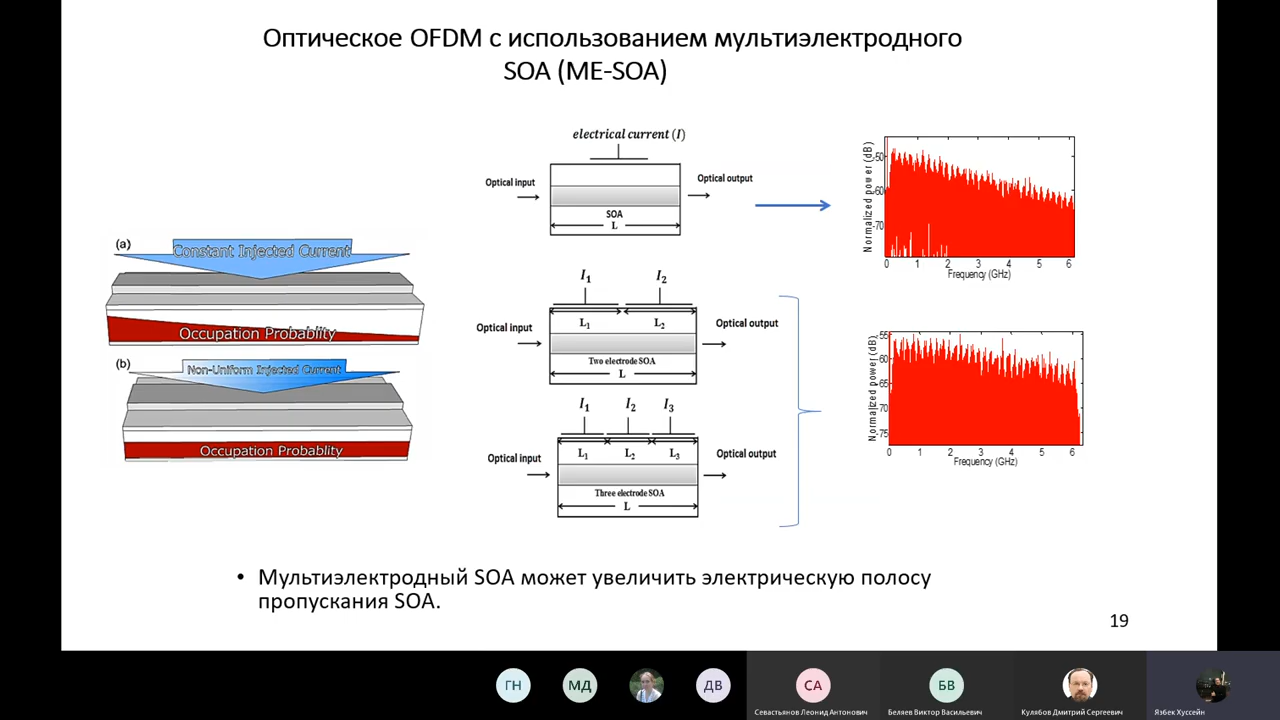 Оптическое OFDM с использованием мультиэлектродного
SOA (ME-SOA)
(a)
Constant Injected Current
Occupation Probablity
(b)
Non-Uniform Injected Current
Occupation Probablity
electrical current (I)
Optical input
Optical output
SOA
L
I₁
I₂
Optical input
L₁
L₂
Optical output
Two electrode SOA
L
I₁
I₂
I₃
Optical input
L₁
L₂
L₃
Optical output
Three electrode SOA
L
Normalized power (dB)
-50
-60
-70
0 1 2 3 4 5 6
Frequency (GHz)
Normalized power (dB)
-55
-60
-65
-70
-75
0 1 2 3 4 5 6
Frequency (GHz)
• Мультиэлектродный SOA может увеличить электрическую полосу
пропускания SOA.
19
ГН
МД
ДВ
СА
Севастьянов Леонид Антонович
БВ
Беляев Виктор Васильевич
Кулябов Дмитрий Сергеевич
Язбек Хуссейн